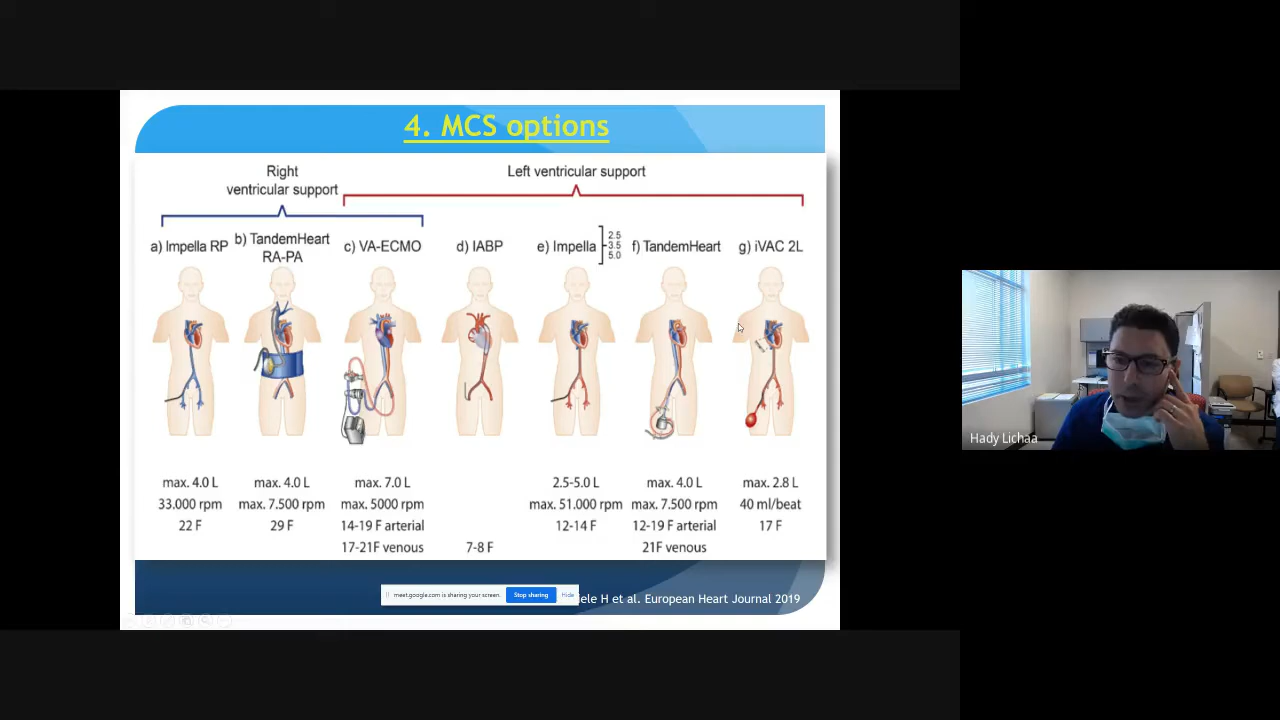 4. MCS options
Right
ventricular support
Left ventricular support
a) Impella RP
b) TandemHeart
RA-PA
c) VA-ECMO
d) IABP
e) Impella
2.5
3.5
5.0
f) TandemHeart
g) iVAC 2L
max. 4.0 L
33.000 rpm
22 F
max. 4.0 L
max. 7.500 rpm
29 F
max. 7.0 L
max. 5000 rpm
14-19 F arterial
17-21F venous
7-8 F
2.5-5.0 L
max. 51.000 rpm
12-14 F
max. 4.0 L
max. 7.500 rpm
12-19 F arterial
21F venous
max. 2.8 L
40 ml/beat
17 F
meet.google.com is sharing your screen.
Stop sharing
Hide
H et al. European Heart Journal 2019
Hady Lichaa